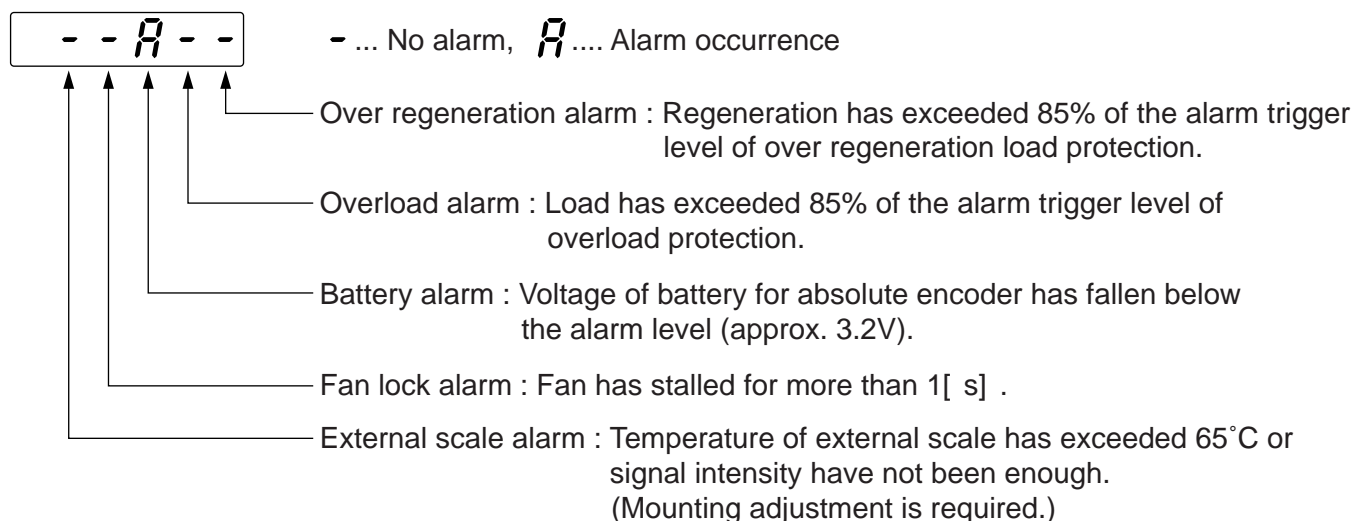 - - A - -
- ... No alarm, A .... Alarm occurrence
Over regeneration alarm : Regeneration has exceeded 85% of the alarm trigger
level of over regeneration load protection.
Overload alarm : Load has exceeded 85% of the alarm trigger level of
overload protection.
Battery alarm : Voltage of battery for absolute encoder has fallen below
the alarm level (approx. 3.2V).
Fan lock alarm : Fan has stalled for more than 1[ s] .
External scale alarm : Temperature of external scale has exceeded 65˚C or
signal intensity have not been enough.
(Mounting adjustment is required.)